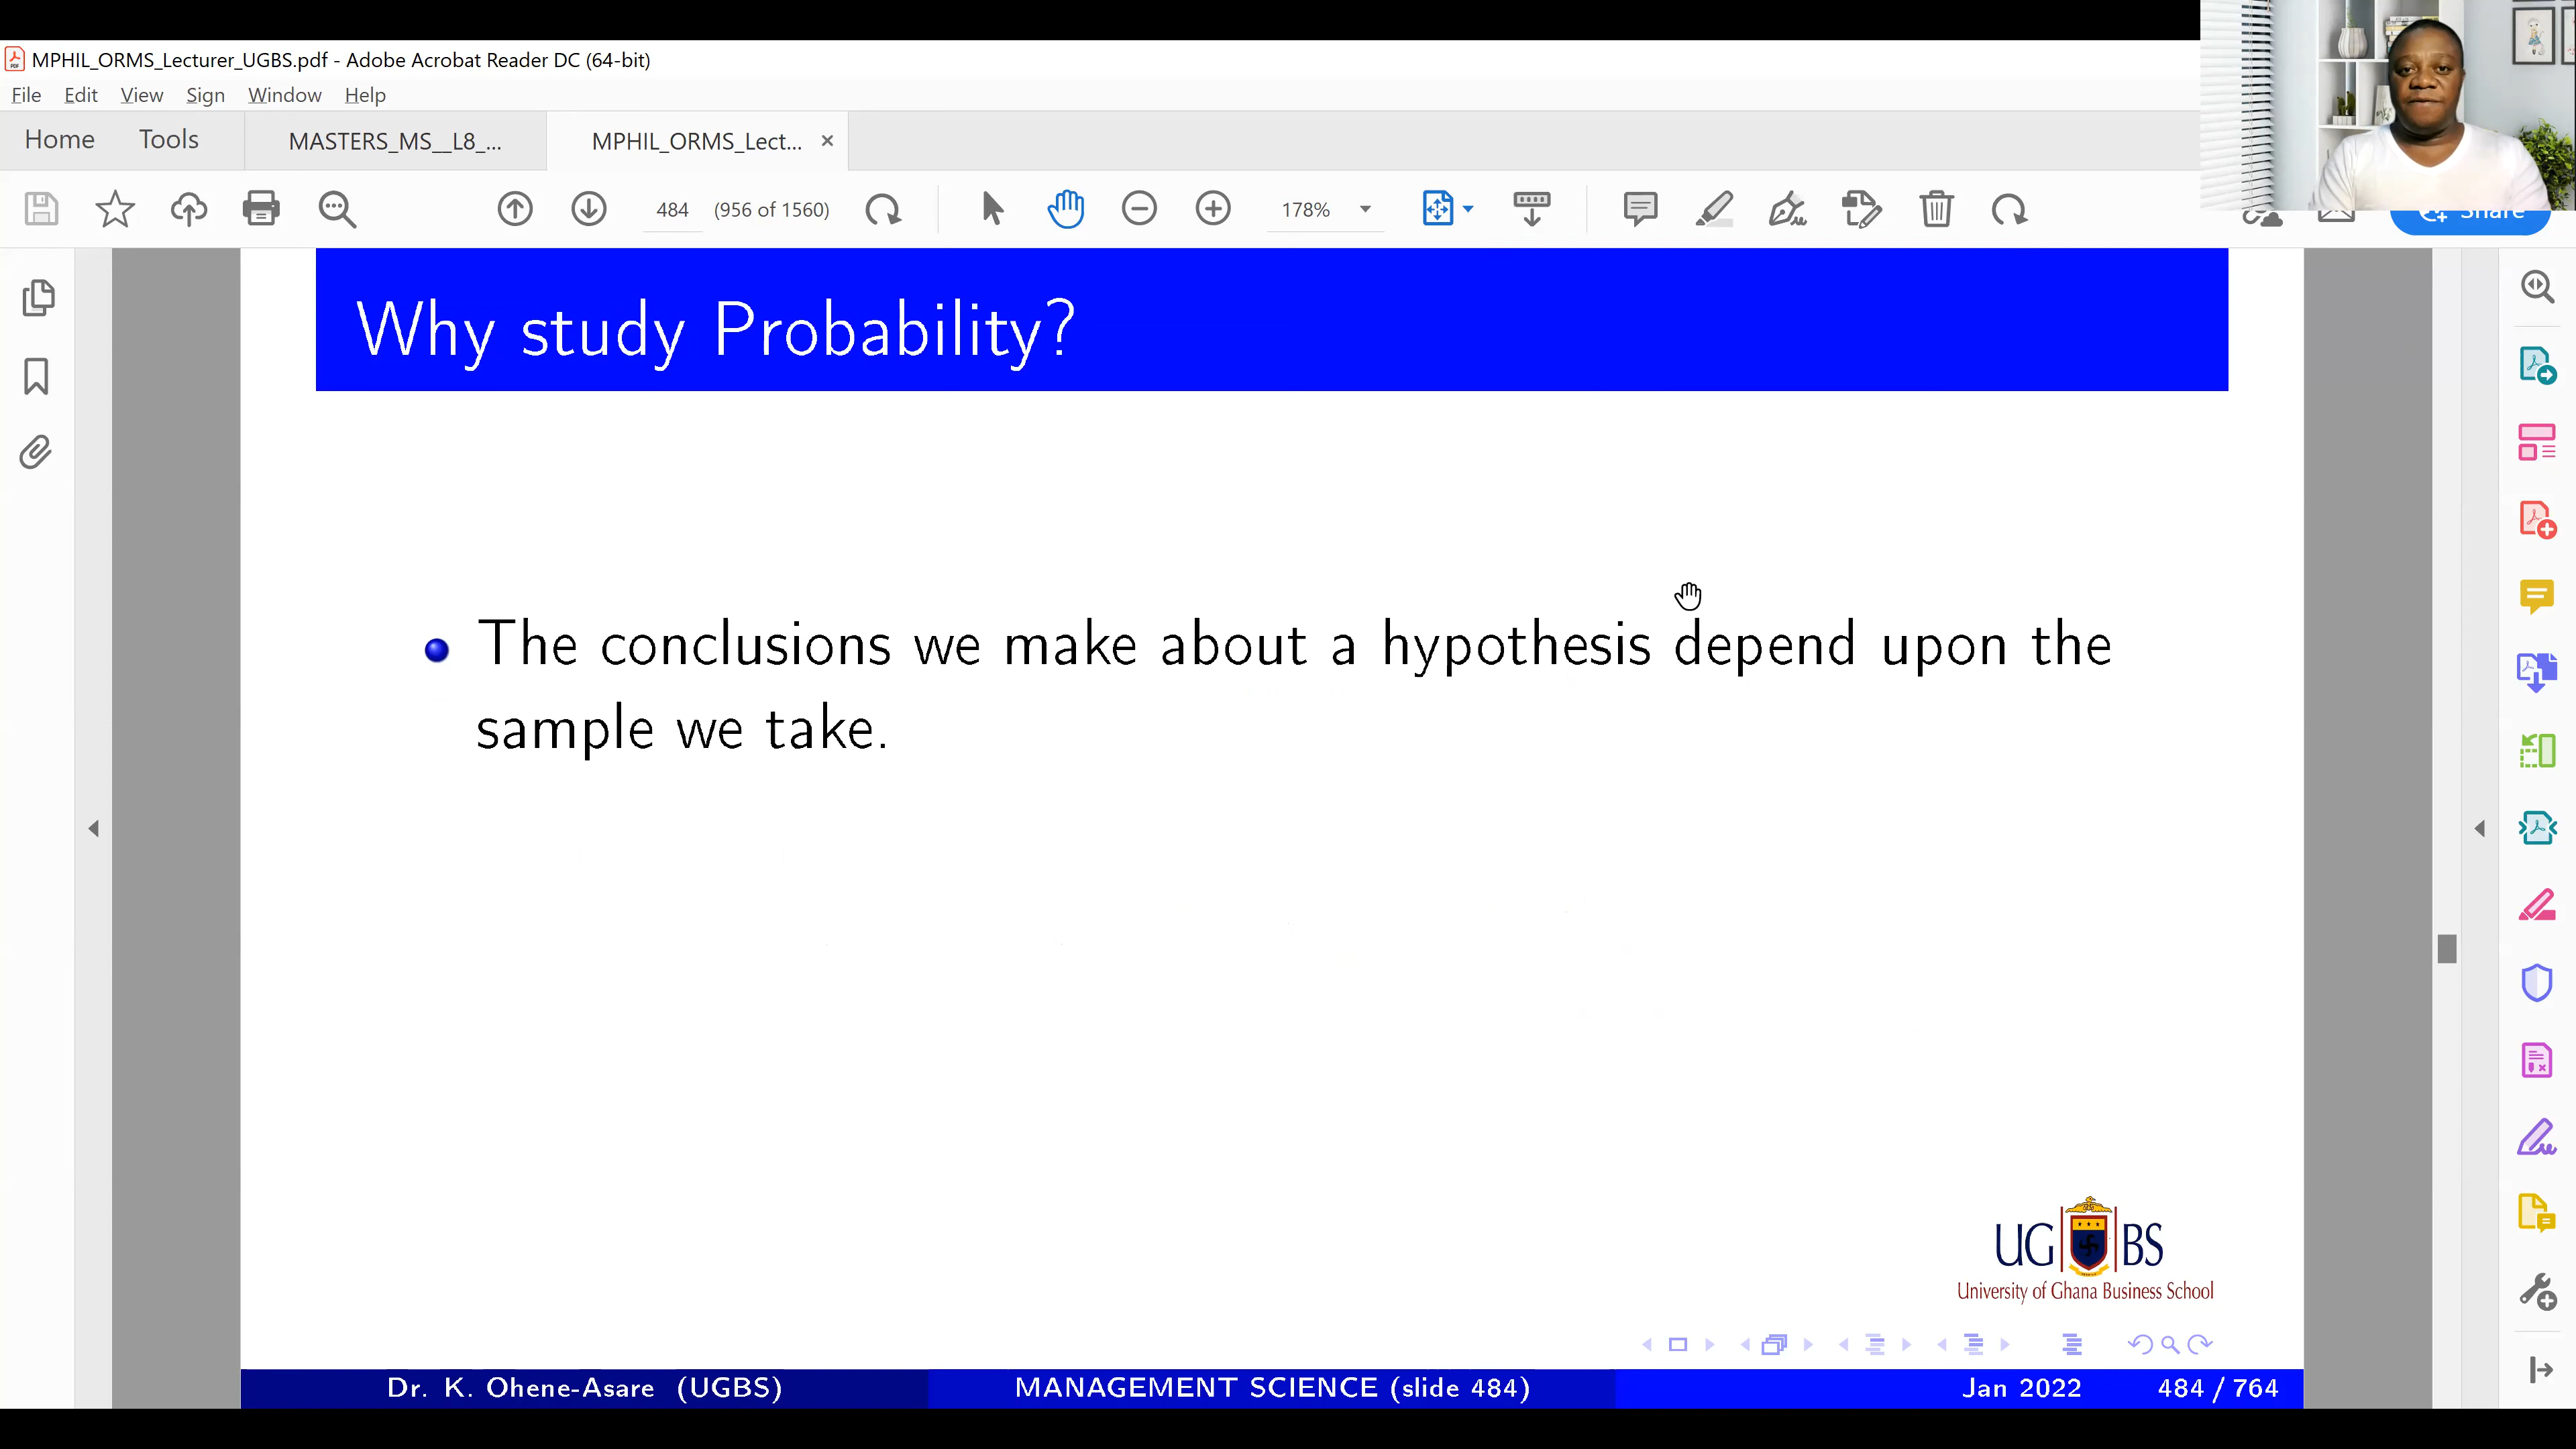 MPHIL_ORMS_Lecturer_UGBS.pdf - Adobe Acrobat Reader DC (64-bit)
File Edit View Sign Window Help
Home Tools MASTERS_MS__L8_... MPHIL_ORMS_Lect... ×
484 (956 of 1560) 178% Share
Why study Probability?
The conclusions we make about a hypothesis depend upon the
sample we take.
UG BS
University of Ghana Business School
Dr. K. Ohene-Asare (UGBS) MANAGEMENT SCIENCE (slide 484) Jan 2022 484 / 764